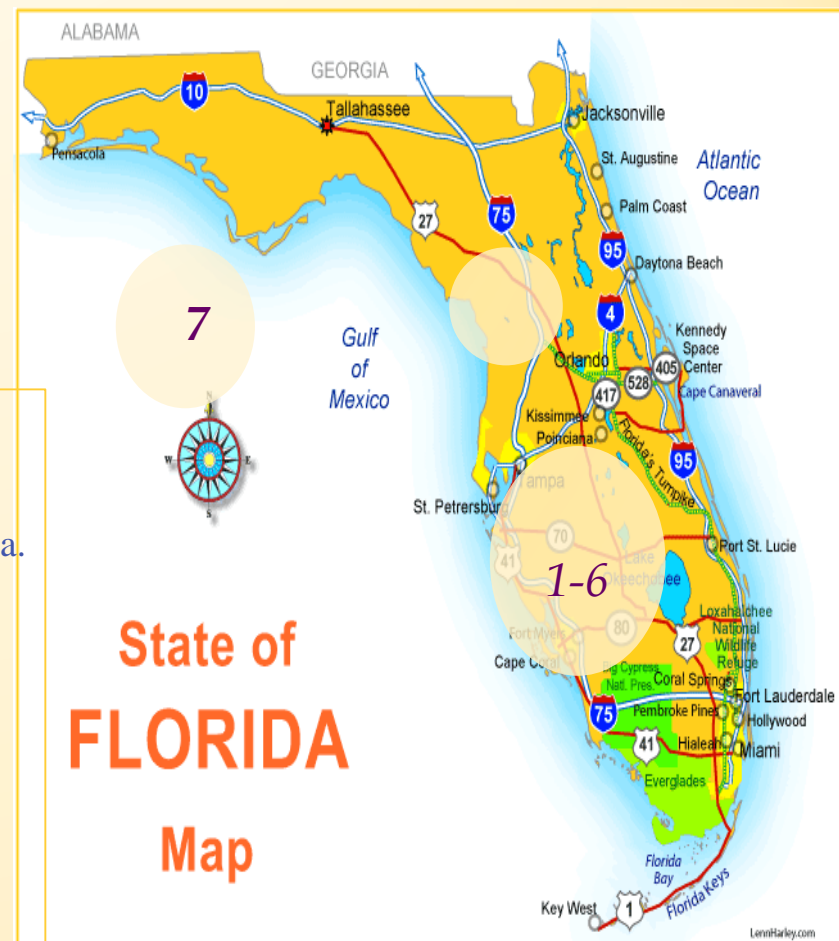 ALABAMA
GEORGIA
10
Tallahassee
Jacksonville
Pensacola
St. Augustine
Atlantic
Ocean
27
75
Palm Coast
95
Daytona Beach
7
4
Gulf
of
Mexico
Kennedy
Space
Center
Orlando
405
528
417
Cape Canaveral
N
W
E
S
Kissimmee
Poinciana
Florida's Turnpike
95
Tampa
St. Petrersburg
a.
70
41
Port St. Lucie
Lake
Okeechobee
1-6
Loxahalchee
National
Wildlife
Refuge
State of
FLORIDA
Map
Fort Myers
80
27
Cape Coral
Big Cypress
Natl. Pres.
Coral Springs
Fort Lauderdale
75
Pembroke Pines
Hollywood
41
Hialeah
Miami
Everglades
Florida
Bay
Florida Keys
Key West
1
LennHarley.com